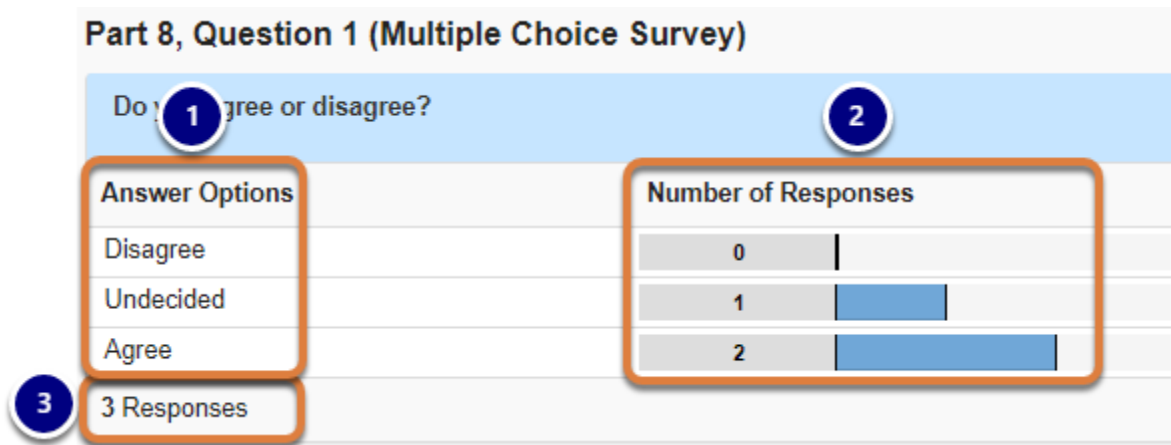 Part 8, Question 1 (Multiple Choice Survey)
Do gree or disagree?
1
2
Answer Options
Number of Responses
Disagree
0
Undecided
1
Agree
2
3
3 Responses